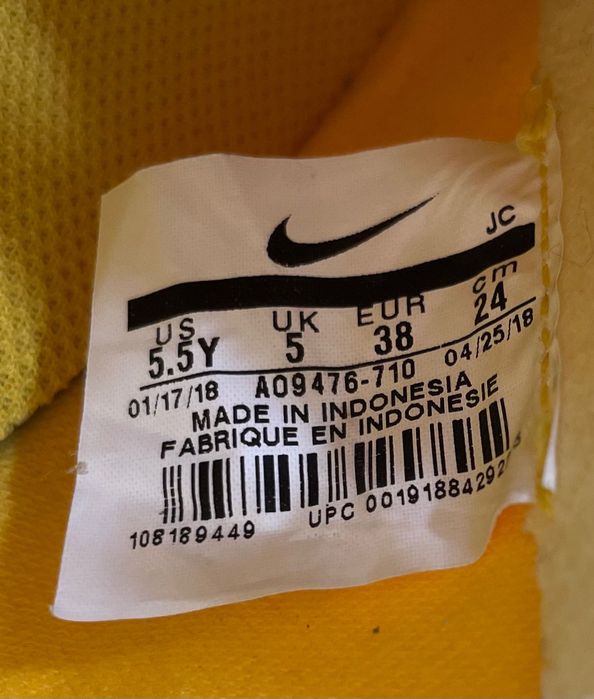 JC
US UK EUR cm
5.5Y 5 38 24
01/17/18 AO9476-710 04/25/18
MADE IN INDONESIA
FABRIQUE EN INDONESIE
108189449 UPC